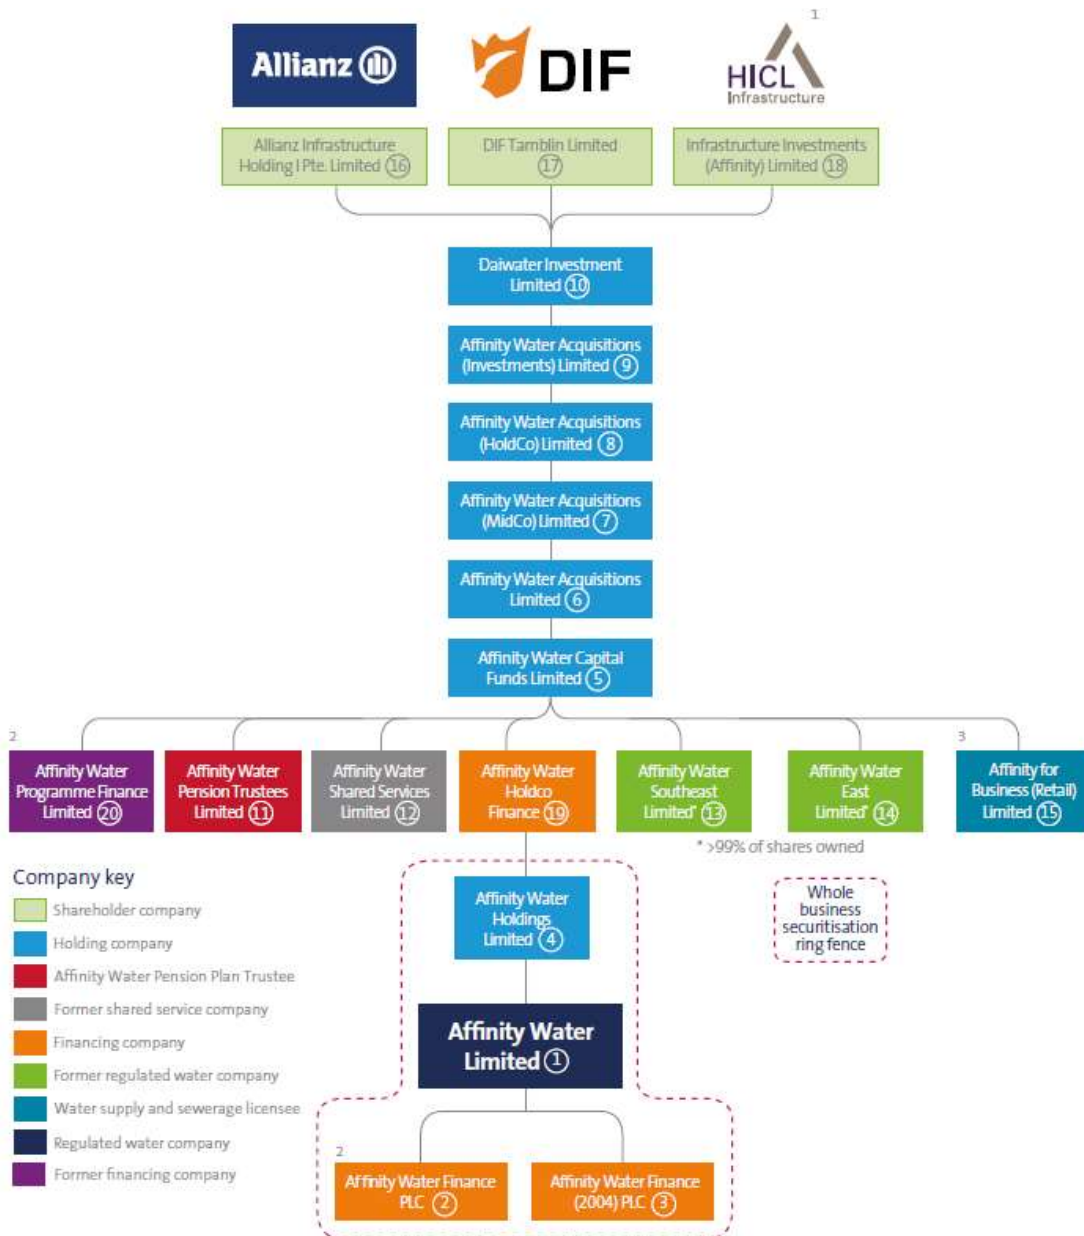 1
Allianz
DIF
HICL
Infrastructure
Allianz Infrastructure
Holding I Pte. Limited 16
DIF Tamblin Limited
17
Infrastructure Investments
(Affinity) Limited 18
Daiwater Investment
Limited 10
Affinity Water Acquisitions
(Investments) Limited 9
Affinity Water Acquisitions
(HoldCo) Limited 8
Affinity Water Acquisitions
(MidCo) Limited 7
Affinity Water Acquisitions
Limited 6
Affinity Water Capital
Funds Limited 5
2
Affinity Water
Programme Finance
Limited 20
Affinity Water
Pension Trustees
Limited 11
Affinity Water
Shared Services
Limited 12
Affinity Water
Holdco
Finance 19
Affinity Water
Southeast
Limited* 13
Affinity Water
East
Limited* 14
3
Affinity for
Business (Retail)
Limited 15
* >99% of shares owned
Company key
Shareholder company
Holding company
Affinity Water Pension Plan Trustee
Former shared service company
Financing company
Former regulated water company
Water supply and sewerage licensee
Regulated water company
Former financing company
Affinity Water
Holdings
Limited 4
Whole
business
securitisation
ring fence
Affinity Water
Limited 1
2
Affinity Water Finance
PLC 2
Affinity Water Finance
(2004) PLC 3